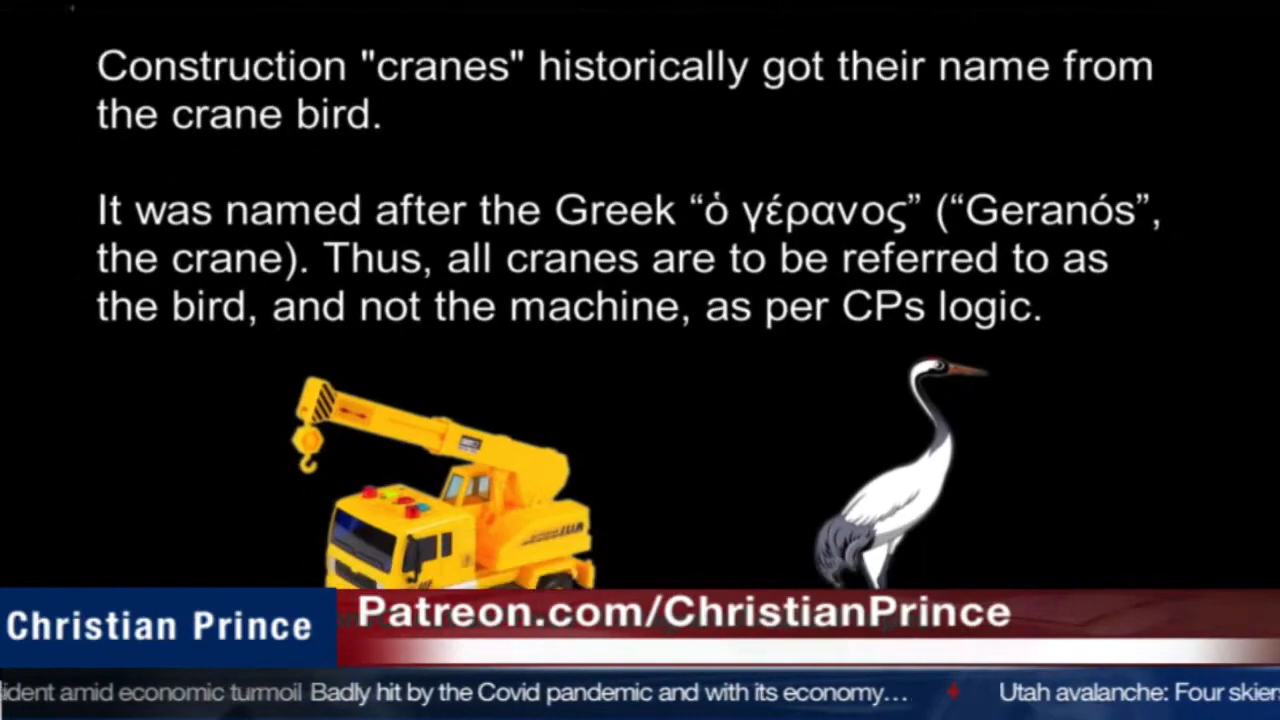 Construction "cranes" historically got their name from
the crane bird.
It was named after the Greek “ὁ γέρανος” (“Geranós”,
the crane). Thus, all cranes are to be referred to as
the bird, and not the machine, as per CPs logic.
Christian Prince
Patreon.com/ChristianPrince
ident amid economic turmoil Badly hit by the Covid pandemic and with its economy… Utah avalanche: Four skier